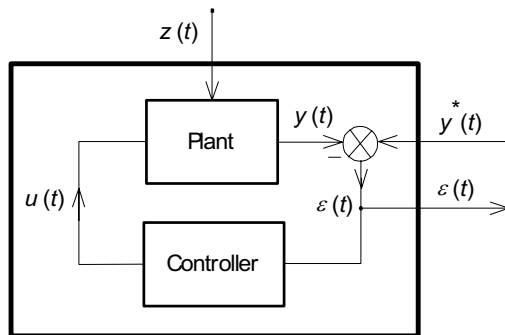 z (t)
Plant
y (t)
y*(t)
–
u (t)
ε (t)
ε (t)
Controller